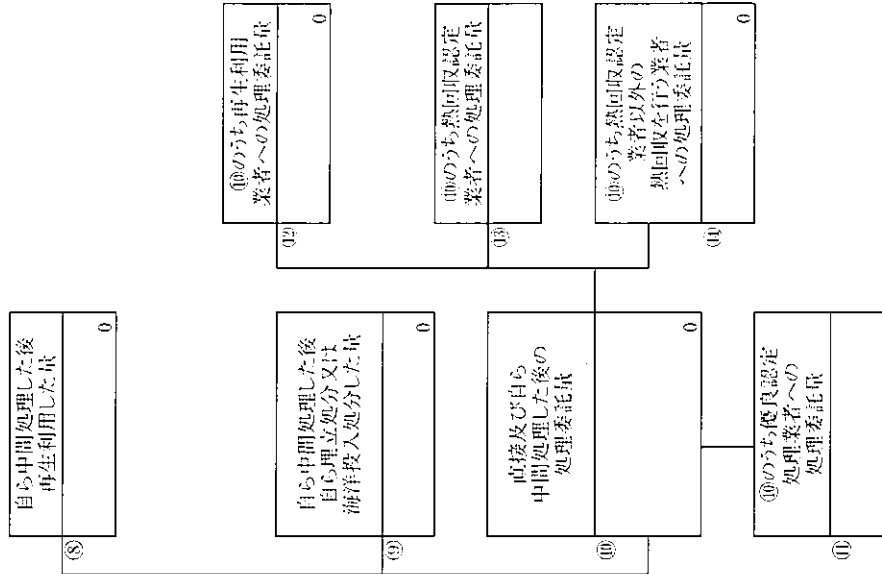 自ら中間処理した後
再生利用した量
0
⑧
自ら中間処理した後
自ら埋立処分又は
海洋投入処分した量
0
⑨
直接及び自ら
中間処理した後の
処理委託量
0
⑩
⑩のうち優良認定
処理業者への
処理委託量
⑪
⑩のうち再生利用
業者への処理委託量
0
⑫
⑩のうち熱回収認定
業者への処理委託量
⑬
⑩のうち熱回収認定
業者以外の
熱回収を行う業者
への処理委託量
0
⑭